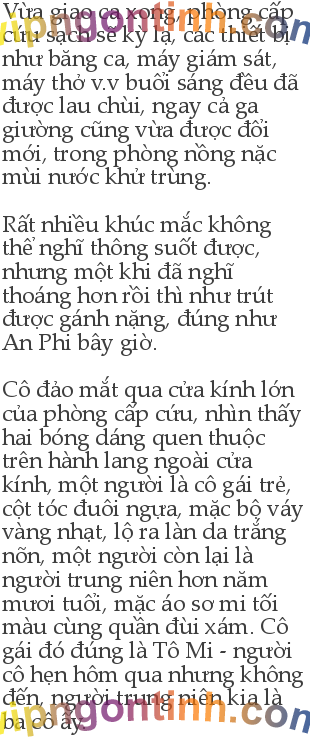 Vừa giao ca xong, phòng cấp
cứu sạch sẽ kỳ lạ, các thiết bị
như băng ca, máy giám sát,
máy thở v.v buổi sáng đều đã
được lau chùi, ngay cả ga
giường cũng vừa được đổi
mới, trong phòng nồng nặc
mùi nước khử trùng.
Rất nhiều khúc mắc không
thể nghĩ thông suốt được,
nhưng một khi đã nghĩ
thoáng hơn rồi thì như trút
được gánh nặng, đúng như
An Phi bây giờ.
Cô đảo mắt qua cửa kính lớn
của phòng cấp cứu, nhìn thấy
hai bóng dáng quen thuộc
trên hành lang ngoài cửa
kính, một người là cô gái trẻ,
cột tóc đuôi ngựa, mặc bộ váy
vàng nhạt, lộ ra làn da trắng
nõn, một người còn lại là
người trung niên hơn năm
mươi tuổi, mặc áo sơ mi tối
màu cùng quần đùi xám. Cô
gái đó đúng là Tô Mi - người
cô hẹn hôm qua nhưng không
đến, người trung niên kia là
ba cô ấy.
vipngontinh.com
vipngontinh.com